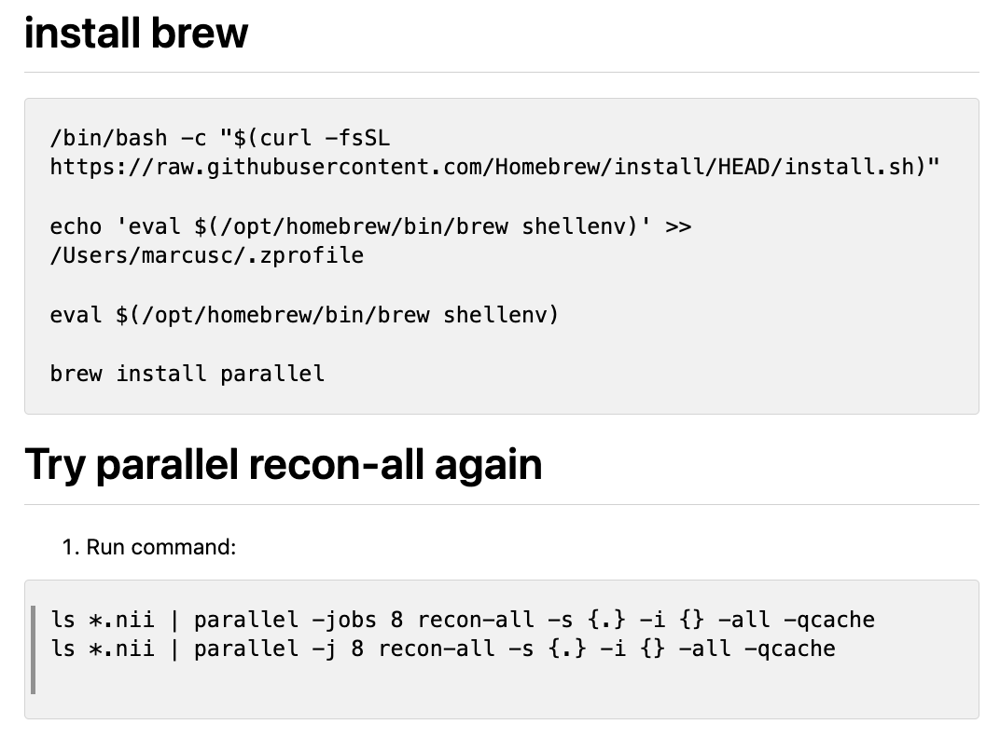 install brew
/bin/bash -c "$(curl -fsSL
https://raw.githubusercontent.com/Homebrew/install/HEAD/install.sh)"
echo 'eval $(/opt/homebrew/bin/brew shellenv)' >>
/Users/marcusc/.zprofile
eval $(/opt/homebrew/bin/brew shellenv)
brew install parallel
Try parallel recon-all again
1. Run command:
ls *.nii | parallel -jobs 8 recon-all -s {.} -i {} -all -qcache
ls *.nii | parallel -j 8 recon-all -s {.} -i {} -all -qcache